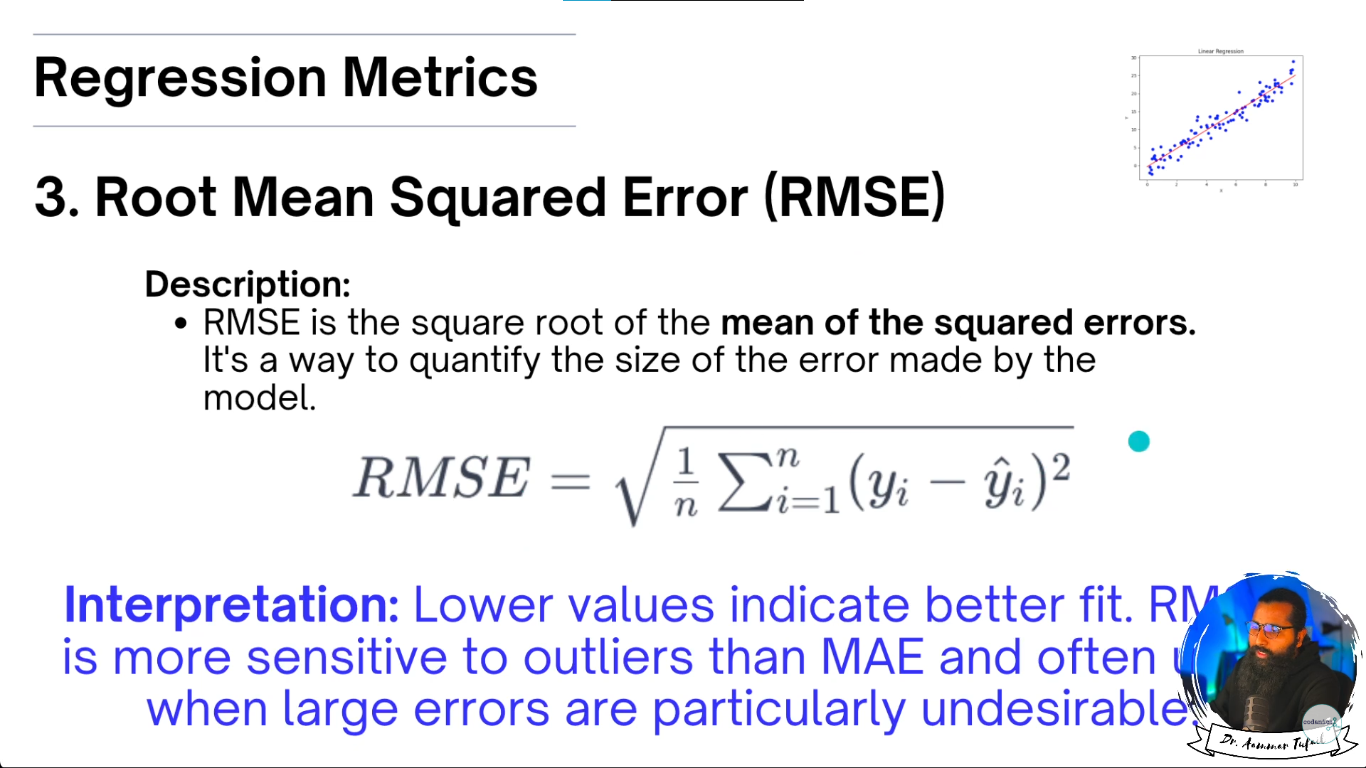 Regression Metrics
Linear Regression
3. Root Mean Squared Error (RMSE)
Description:
• RMSE is the square root of the mean of the squared errors.
It's a way to quantify the size of the error made by the
model.
RMSE = √(1/n ∑ⁿᵢ₌₁(yᵢ − ŷᵢ)²)
Interpretation: Lower values indicate better fit.
is more sensitive to outliers than MAE and often
when large errors are particularly undesirable.
Dr. Aammar Tufail